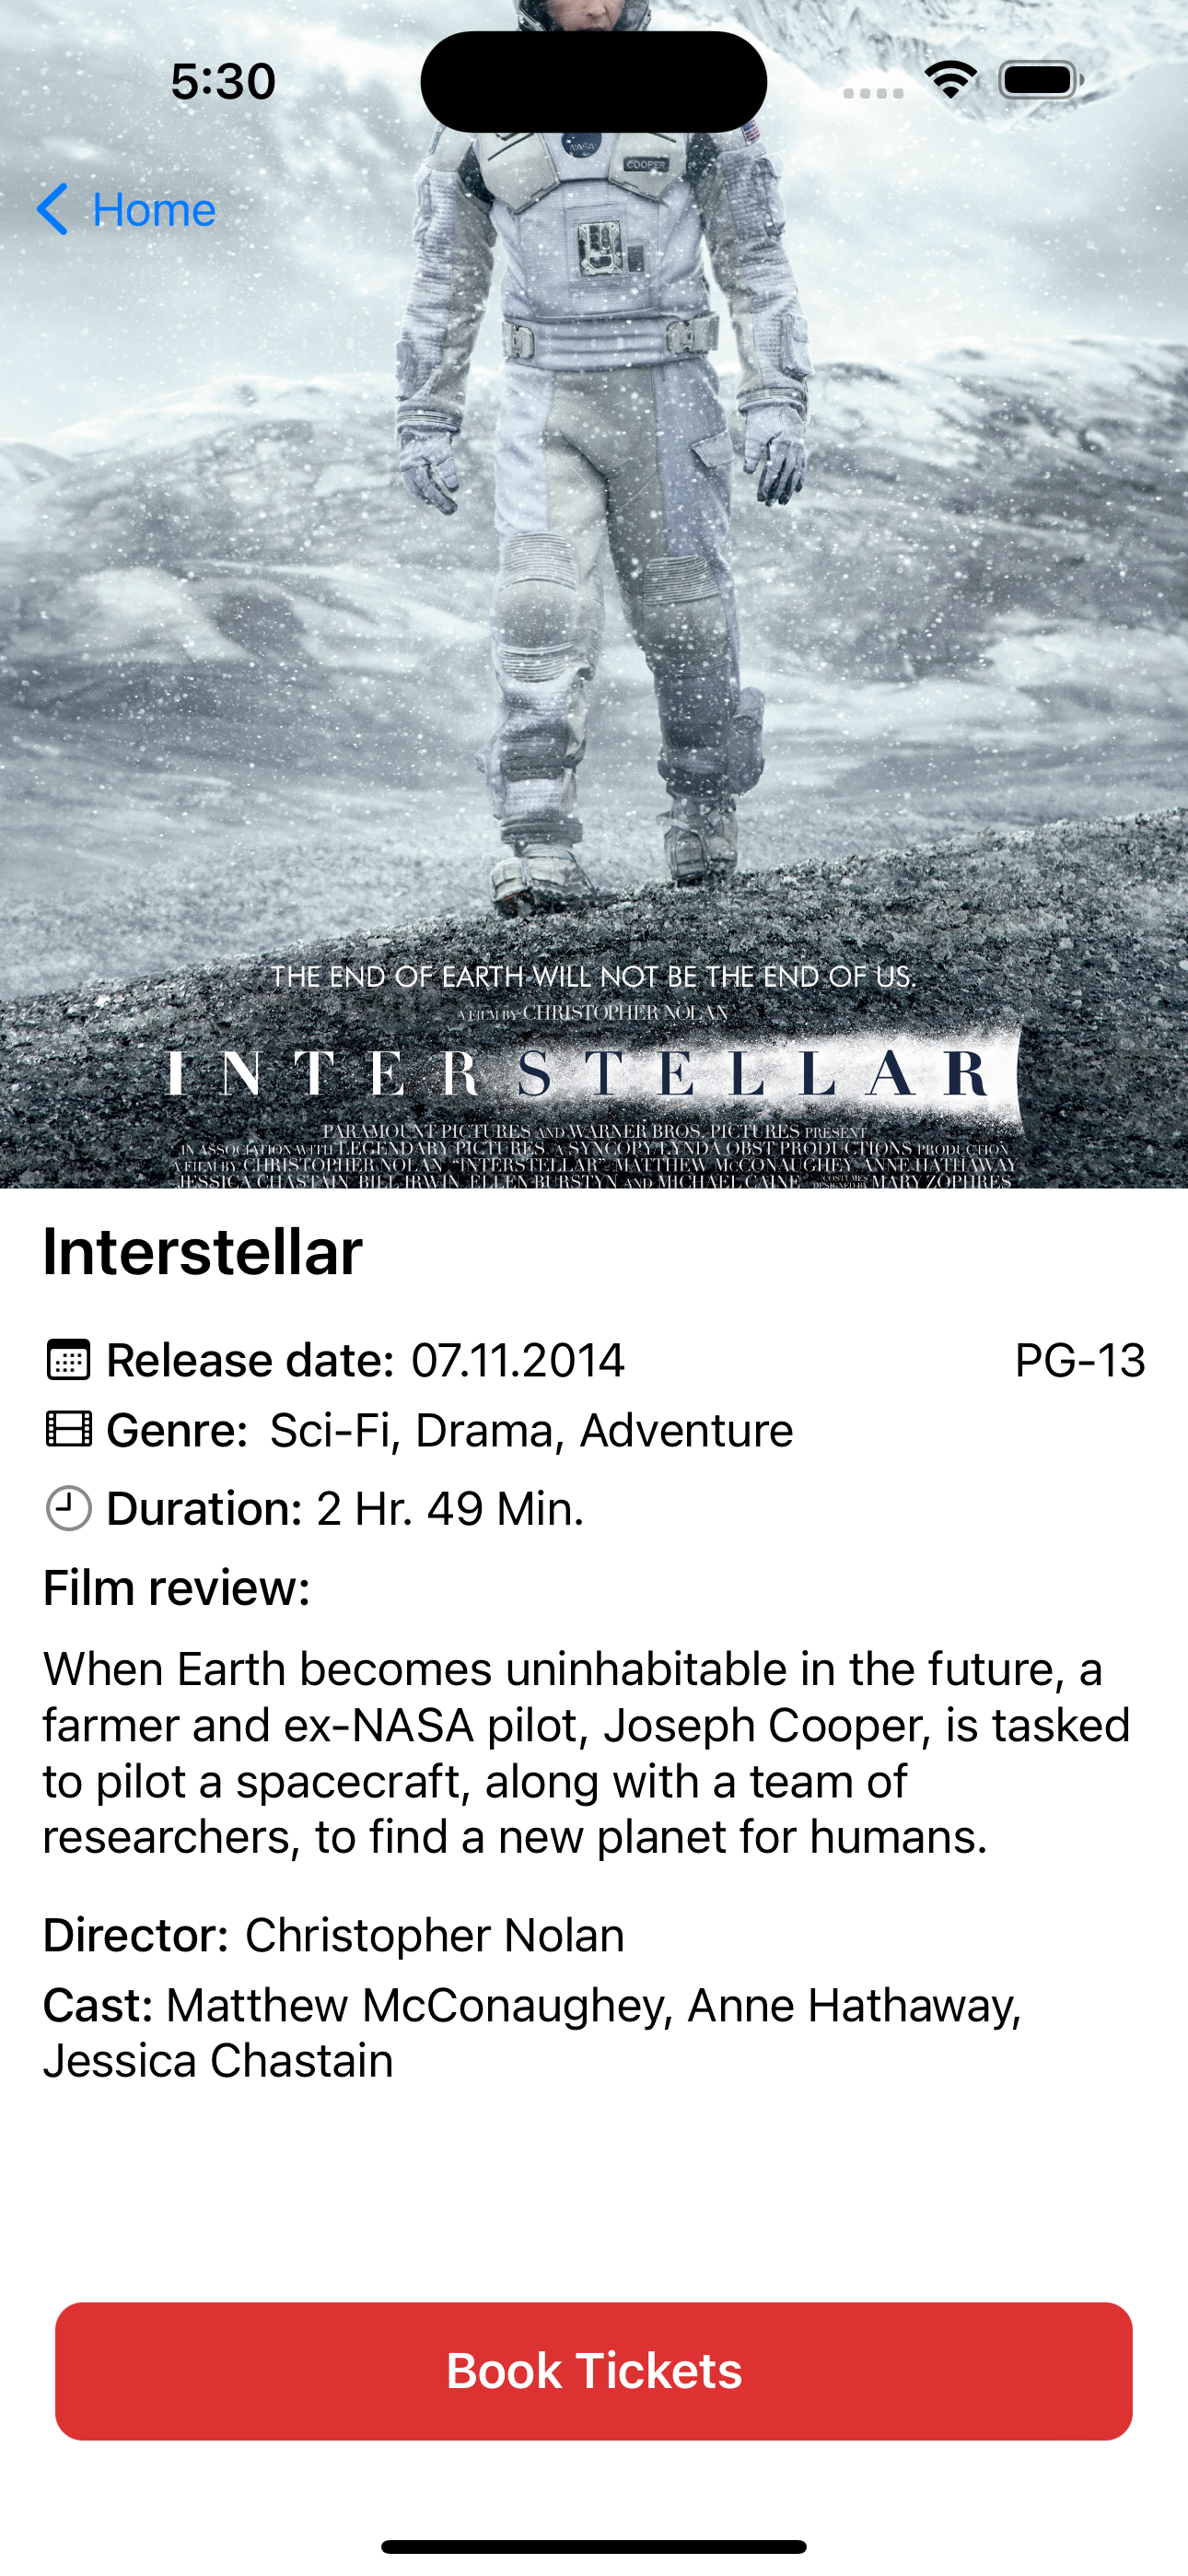 5:30
NASA
COOPER
Home
THE END OF EARTH WILL NOT BE THE END OF US.
A FILM BY CHRISTOPHER NOLAN
INTERSTELLAR
PARAMOUNT PICTURES AND WARNER BROS. PICTURES PRESENT
IN ASSOCIATION WITH LEGENDARY PICTURES A SYNCOPY/LYNDA OBST PRODUCTIONS PRODUCTION
A FILM BY CHRISTOPHER NOLAN "INTERSTELLAR" MATTHEW McCONAUGHEY ANNE HATHAWAY
JESSICA CHASTAIN BILL IRWIN ELLEN BURSTYN AND MICHAEL CAINE COSTUMES DESIGNED BY MARY ZOPHRES
Interstellar
Release date: 07.11.2014 PG-13
Genre: Sci-Fi, Drama, Adventure
Duration: 2 Hr. 49 Min.
Film review:
When Earth becomes uninhabitable in the future, a
farmer and ex-NASA pilot, Joseph Cooper, is tasked
to pilot a spacecraft, along with a team of
researchers, to find a new planet for humans.
Director: Christopher Nolan
Cast: Matthew McConaughey, Anne Hathaway,
Jessica Chastain
Book Tickets